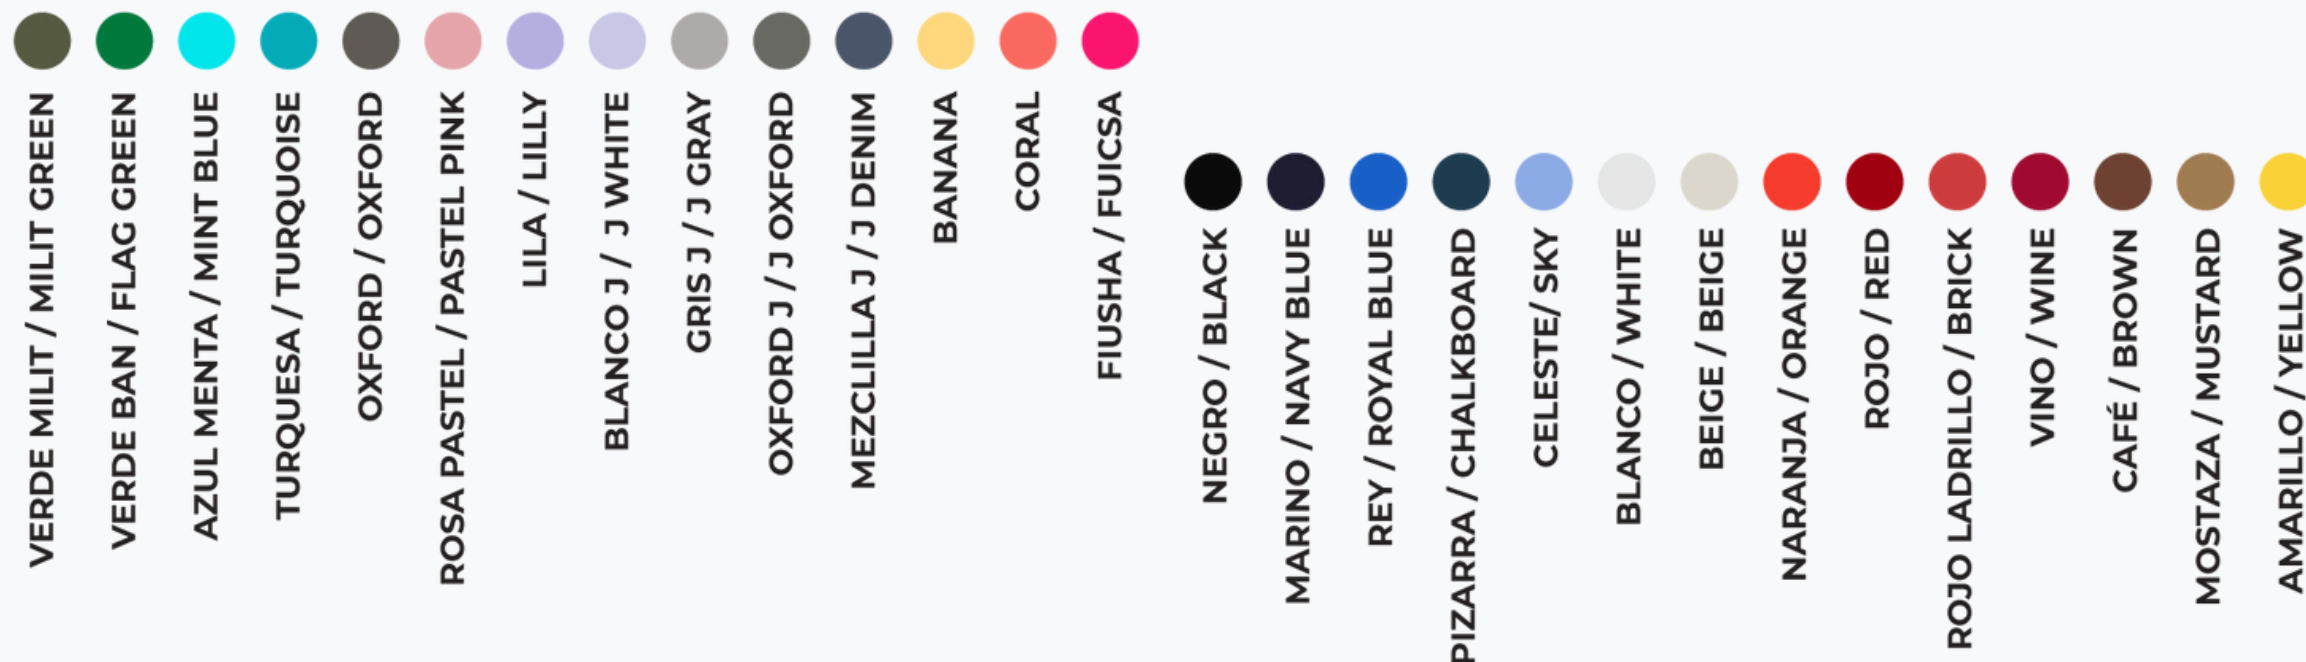 VERDE MILIT / MILIT GREEN
VERDE BAN / FLAG GREEN
AZUL MENTA / MINT BLUE
TURQUESA / TURQUOISE
OXFORD / OXFORD
ROSA PASTEL / PASTEL PINK
LILA / LILLY
BLANCO J / J WHITE
GRIS J / J GRAY
OXFORD J / J OXFORD
MEZCLILLA J / J DENIM
BANANA
CORAL
FIUSHA / FUICSA
NEGRO / BLACK
MARINO / NAVY BLUE
REY / ROYAL BLUE
PIZARRA / CHALKBOARD
CELESTE/ SKY
BLANCO / WHITE
BEIGE / BEIGE
NARANJA / ORANGE
ROJO / RED
ROJO LADRILLO / BRICK
VINO / WINE
CAFÉ / BROWN
MOSTAZA / MUSTARD
AMARILLO / YELLOW